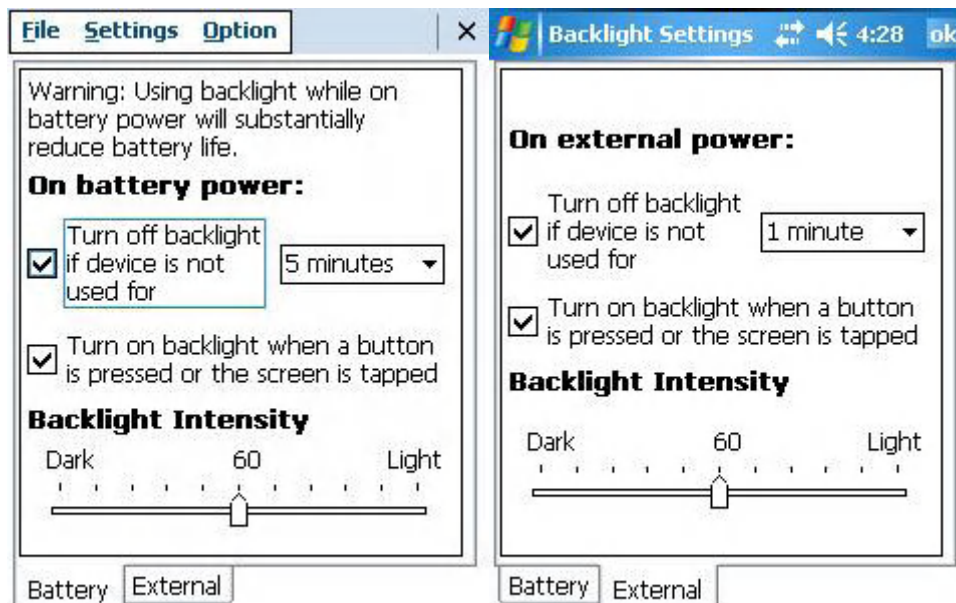 File Settings Option
Warning: Using backlight while on
battery power will substantially
reduce battery life.
On battery power:
Turn off backlight
if device is not
used for
5 minutes
Turn on backlight when a button
is pressed or the screen is tapped
Backlight Intensity
Dark 60 Light
Battery External
Backlight Settings 4:28 ok
On external power:
Turn off backlight
if device is not
used for
1 minute
Turn on backlight when a button
is pressed or the screen is tapped
Backlight Intensity
Dark 60 Light
Battery External